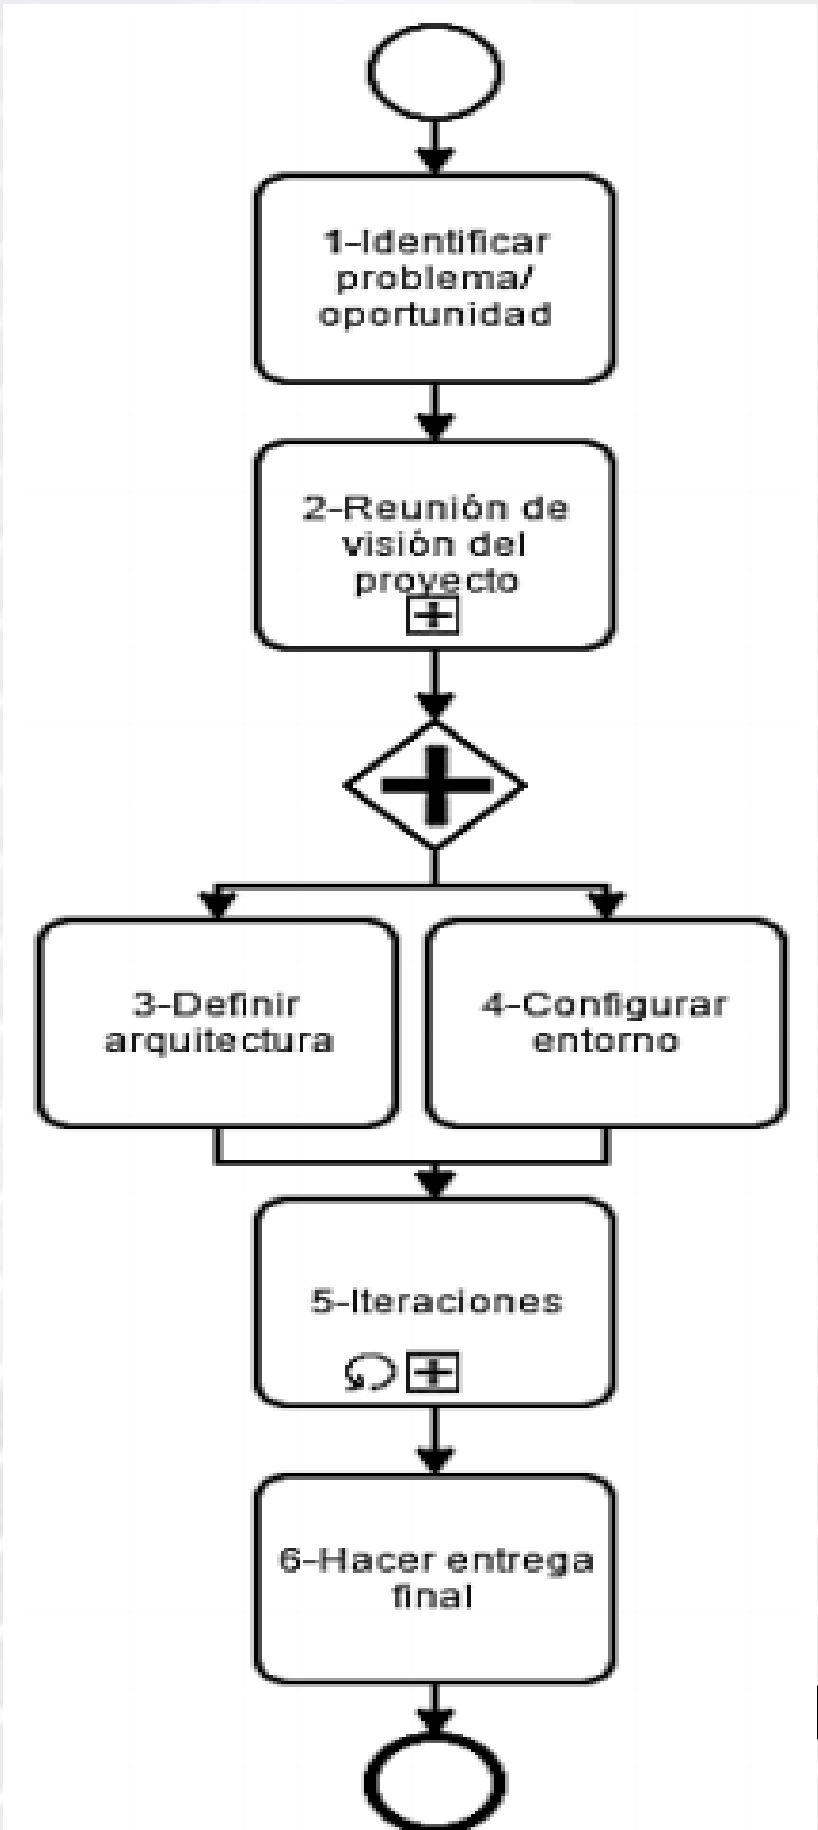 1-Identificar
problema/
oportunidad
2-Reunión de
visión del
proyecto
3-Definir
arquitectura
4-Configurar
entorno
5-Iteraciones
6-Hacer entrega
final